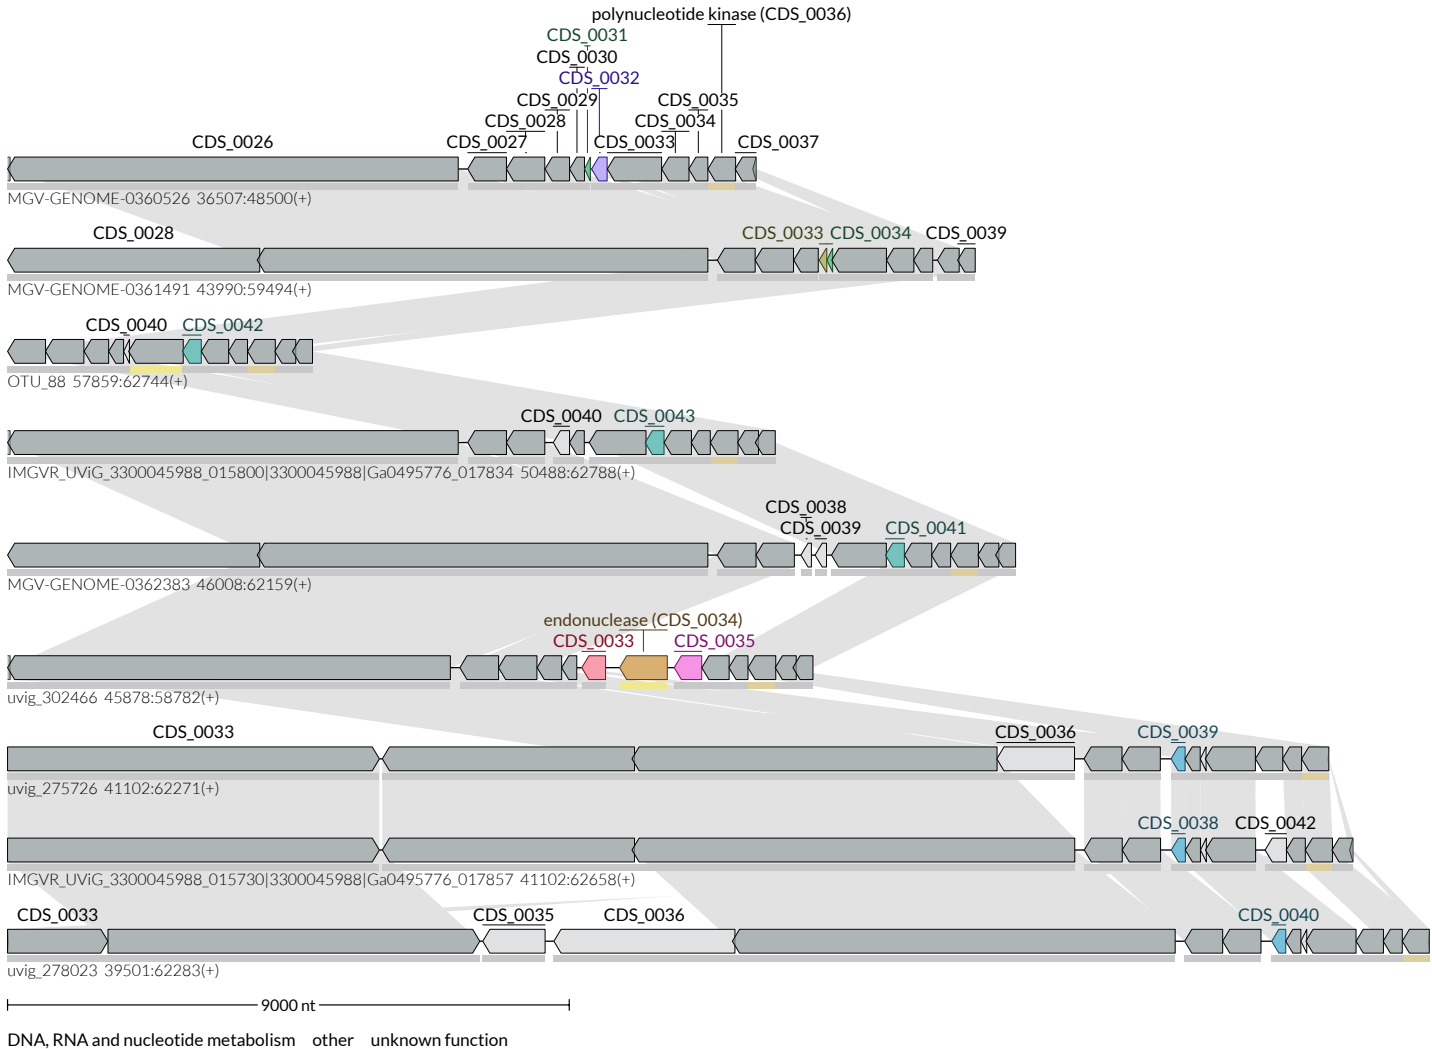 polynucleotide kinase (CDS_0036)
CDS_0031
CDS_0030
CDS_0032
CDS_0029 CDS_0035
CDS_0028 CDS_0034
CDS_0026 CDS_0027 CDS_0033 CDS_0037
MGV-GENOME-0360526 36507:48500(+)
CDS_0028 CDS_0033 CDS_0034 CDS_0039
MGV-GENOME-0361491 43990:59494(+)
CDS_0040 CDS_0042
OTU_88 57859:62744(+)
CDS_0040 CDS_0043
IMGVR_UViG_3300045988_015800|3300045988|Ga0495776_017834 50488:62788(+)
CDS_0038
CDS_0039 CDS_0041
MGV-GENOME-0362383 46008:62159(+)
endonuclease (CDS_0034)
CDS_0033 CDS_0035
uvig_302466 45878:58782(+)
CDS_0033 CDS_0036 CDS_0039
uvig_275726 41102:62271(+)
CDS_0038 CDS_0042
IMGVR_UViG_3300045988_015730|3300045988|Ga0495776_017857 41102:62658(+)
CDS_0033 CDS_0035 CDS_0036 CDS_0040
uvig_278023 39501:62283(+)
9000 nt
DNA, RNA and nucleotide metabolism other unknown function